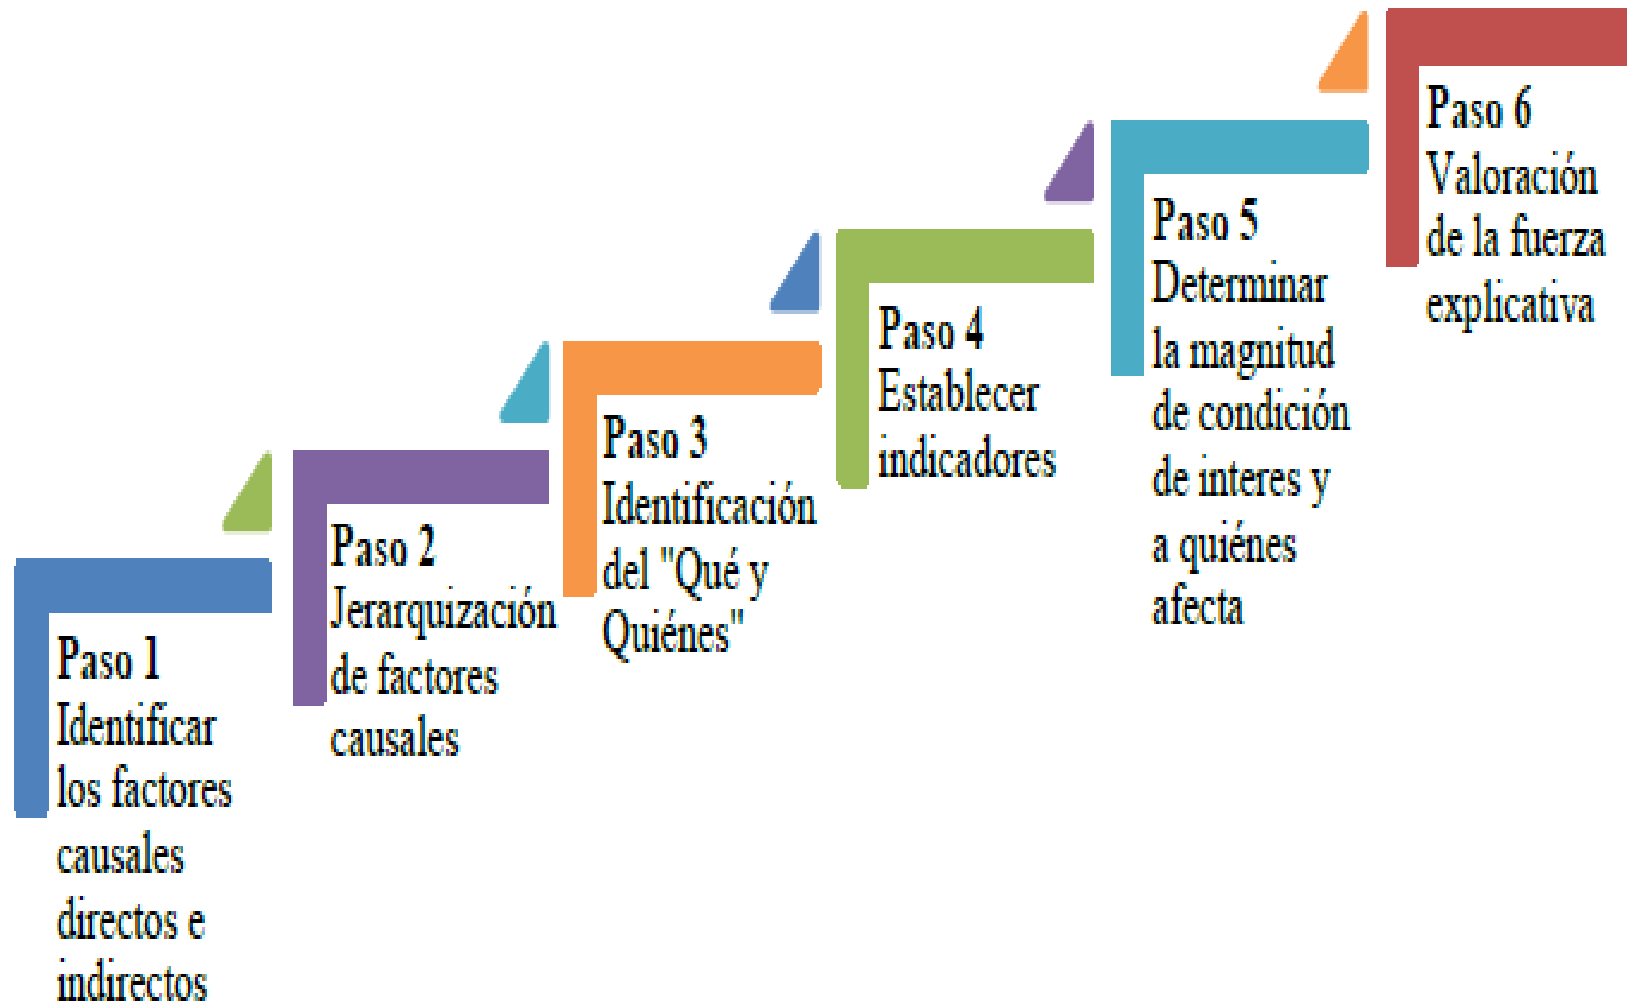 Paso 1
Identificar
los factores
causales
directos e
indirectos
Paso 2
Jerarquización
de factores
causales
Paso 3
Identificación
del "Qué y
Quiénes"
Paso 4
Establecer
indicadores
Paso 5
Determinar
la magnitud
de condición
de interes y
a quiénes
afecta
Paso 6
Valoración
de la fuerza
explicativa